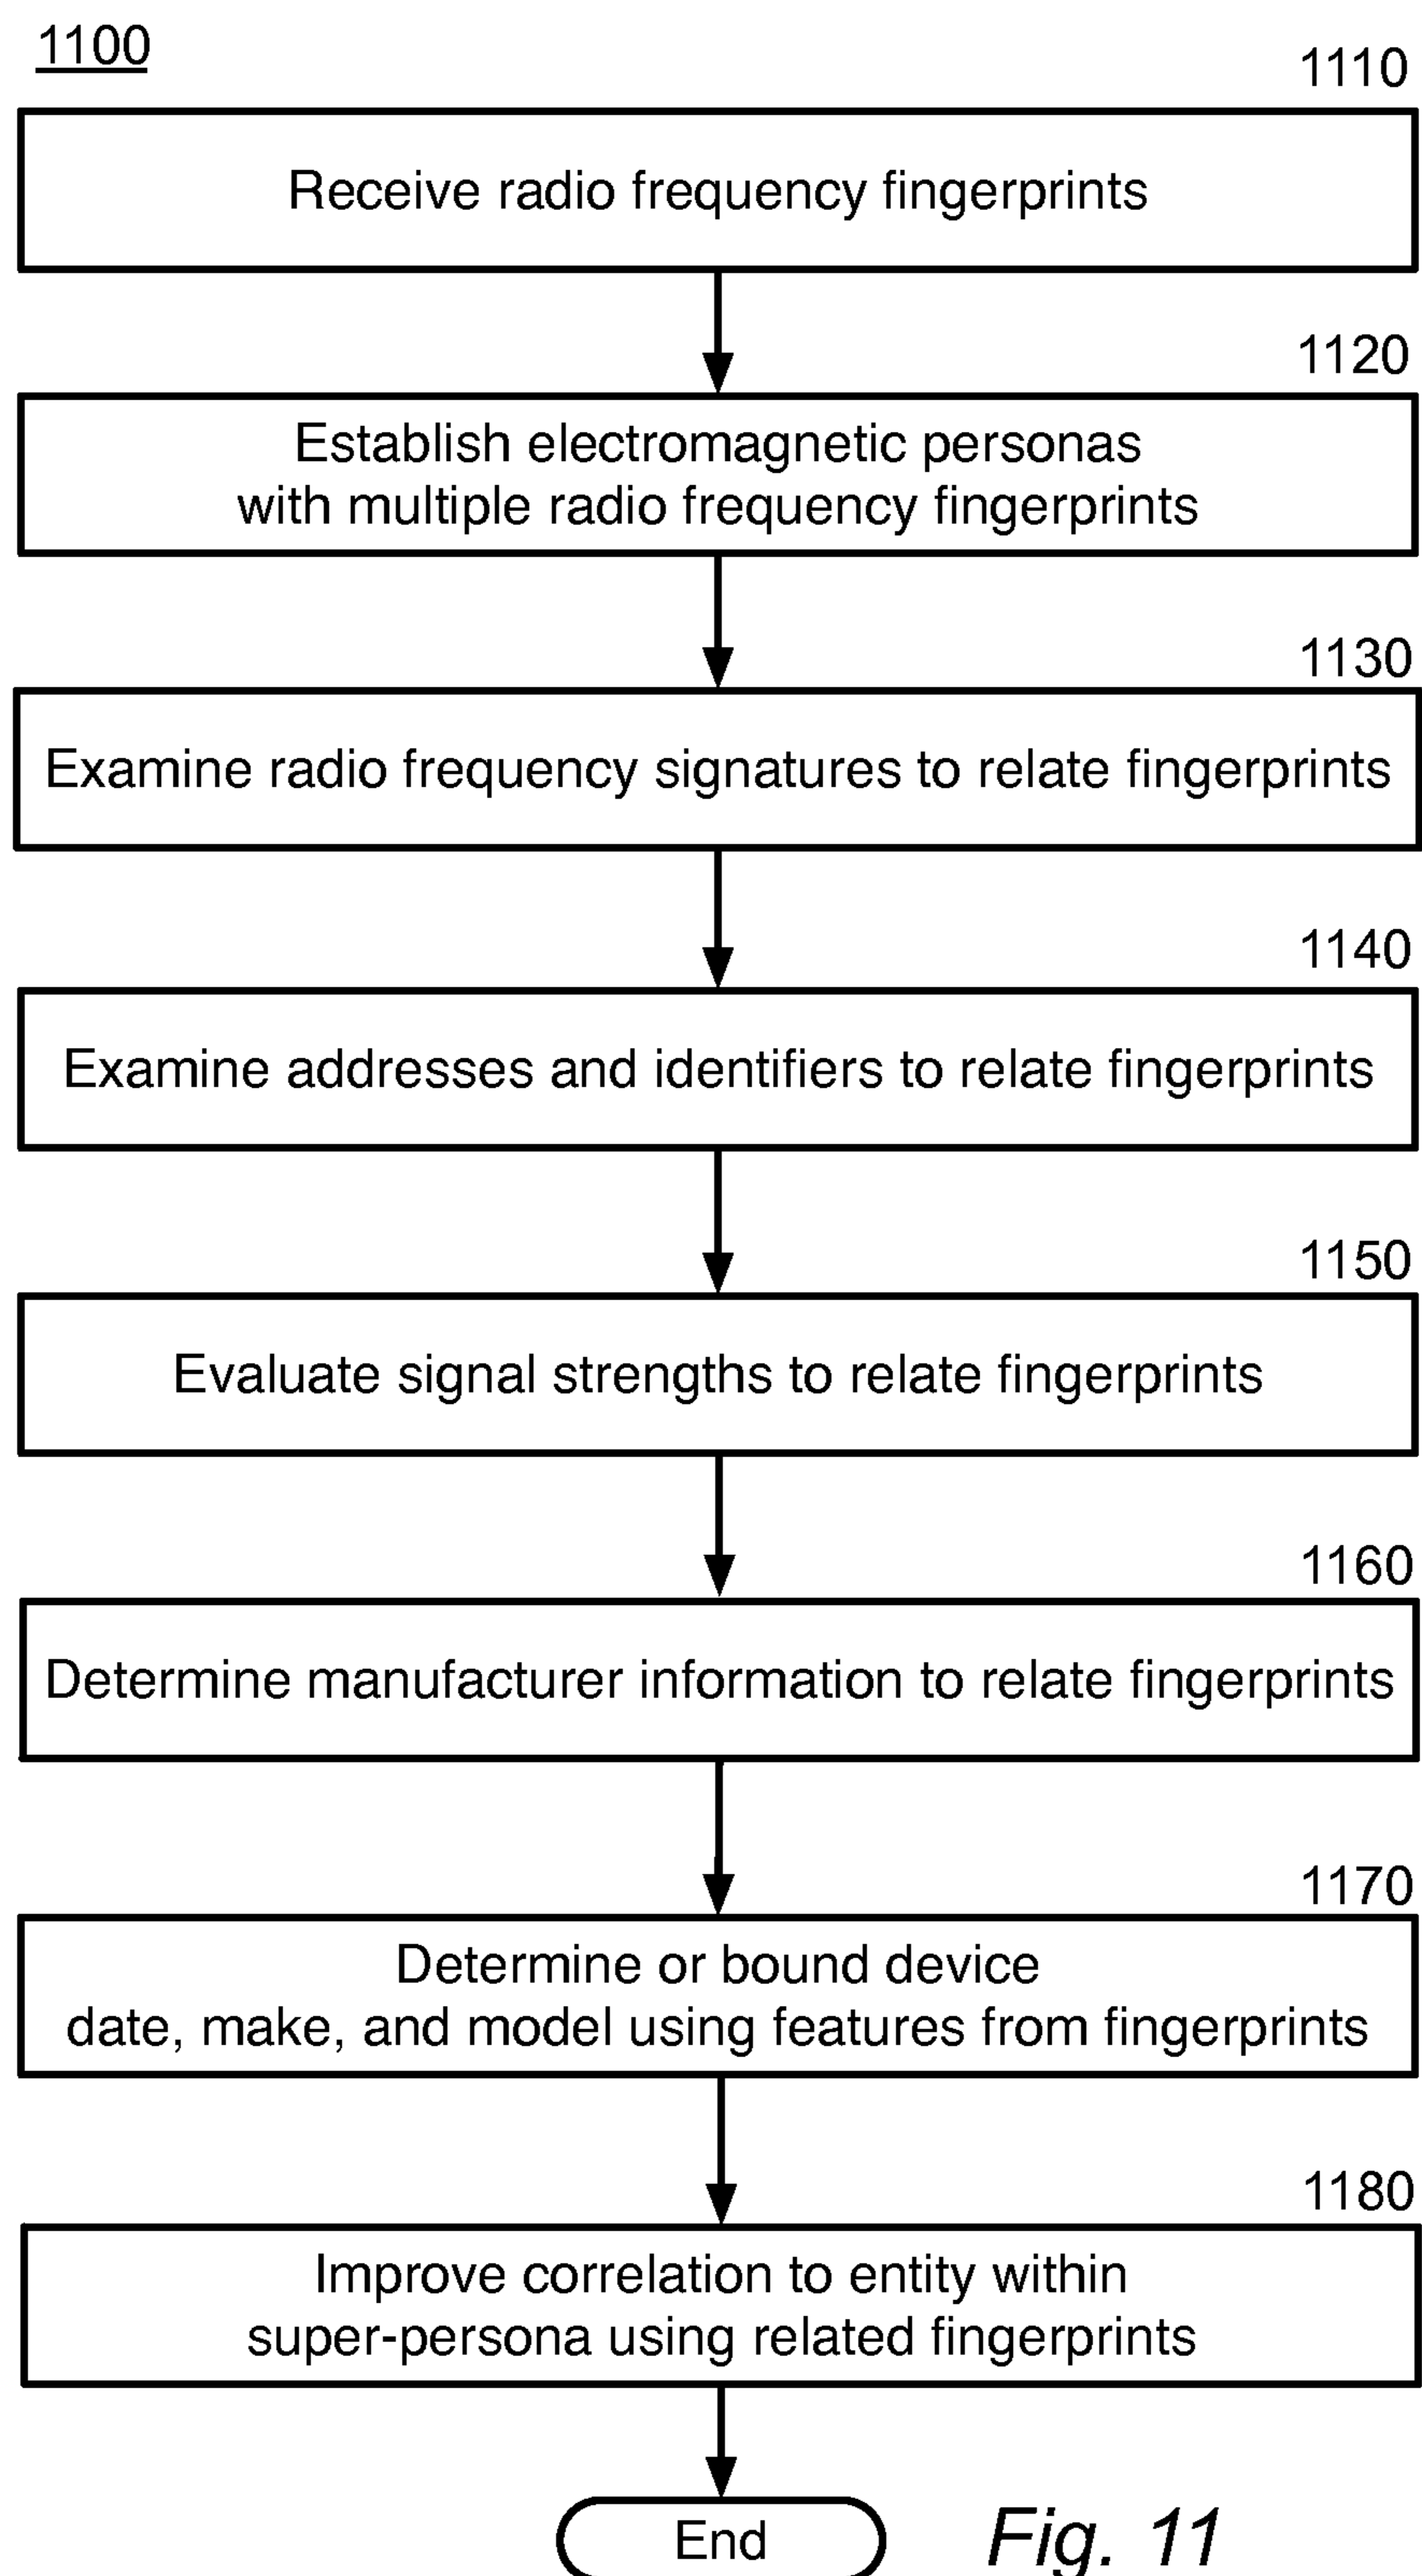 1100
1110
Receive radio frequency fingerprints
1120
Establish electromagnetic personas
with multiple radio frequency fingerprints
1130
Examine radio frequency signatures to relate fingerprints
1140
Examine addresses and identifiers to relate fingerprints
1150
Evaluate signal strengths to relate fingerprints
1160
Determine manufacturer information to relate fingerprints
1170
Determine or bound device
date, make, and model using features from fingerprints
1180
Improve correlation to entity within
super-persona using related fingerprints
End
Fig. 11